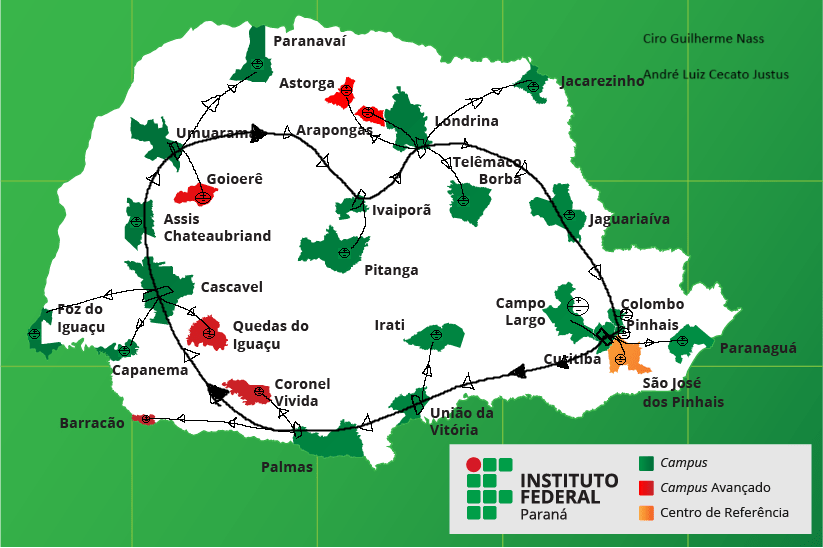 Paranavaí
Ciro Guilherme Nass
André Luiz Cecato Justus
Astorga
Jacarezinho
Umuarama
Arapongas
Londrina
Telêmaco
Borba
Goioerê
Ivaiporã
Jaguariaíva
Assis
Chateaubriand
Pitanga
Cascavel
Foz do
Iguaçu
Quedas do
Iguaçu
Irati
Campo
Largo
Colombo
Pinhais
Paranaguá
Capanema
Curitiba
Coronel
Vivida
São José
dos Pinhais
Barracão
União da
Vitória
Palmas
INSTITUTO
FEDERAL
Paraná
Campus
Campus Avançado
Centro de Referência